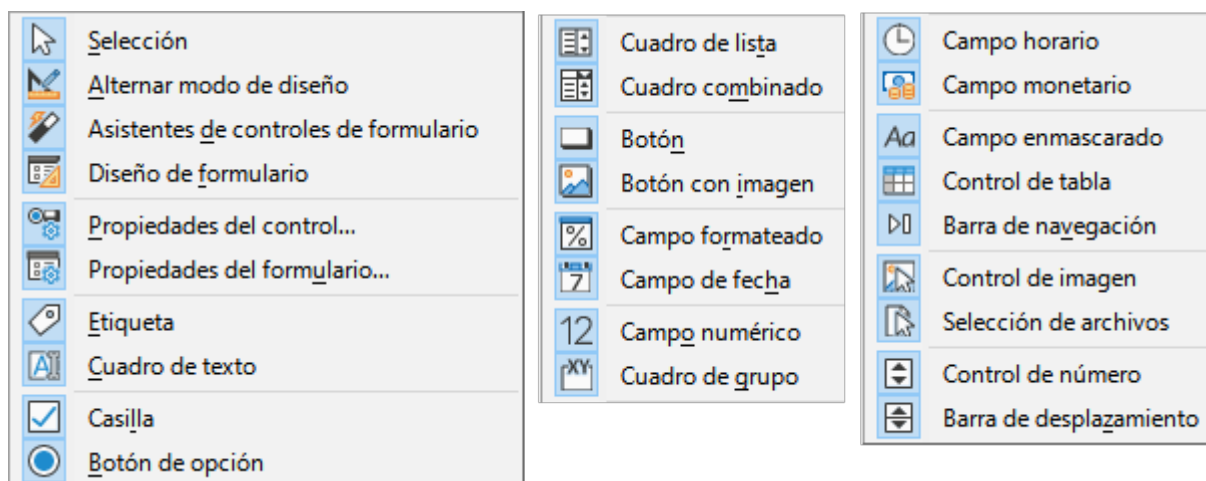 Selección
Alternar modo de diseño
Asistentes de controles de formulario
Diseño de formulario
Propiedades del control...
Propiedades del formulario...
Etiqueta
Cuadro de texto
Casilla
Botón de opción
Cuadro de lista
Cuadro combinado
Botón
Botón con imagen
Campo formateado
Campo de fecha
Campo numérico
Cuadro de grupo
Campo horario
Campo monetario
Campo enmascarado
Control de tabla
Barra de navegación
Control de imagen
Selección de archivos
Control de número
Barra de desplazamiento